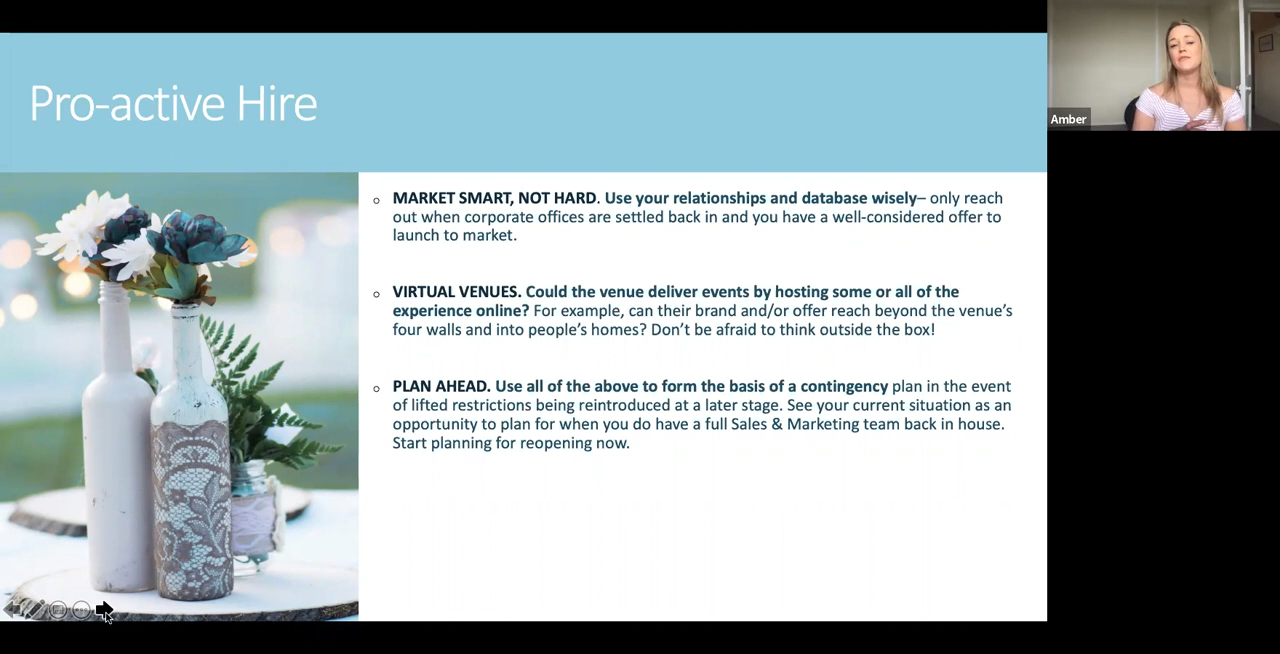 Pro-active Hire
Amber
MARKET SMART, NOT HARD. Use your relationships and database wisely– only reach
out when corporate offices are settled back in and you have a well-considered offer to
launch to market.
VIRTUAL VENUES. Could the venue deliver events by hosting some or all of the
experience online? For example, can their brand and/or offer reach beyond the venue’s
four walls and into people’s homes? Don’t be afraid to think outside the box!
PLAN AHEAD. Use all of the above to form the basis of a contingency plan in the event
of lifted restrictions being reintroduced at a later stage. See your current situation as an
opportunity to plan for when you do have a full Sales & Marketing team back in house.
Start planning for reopening now.